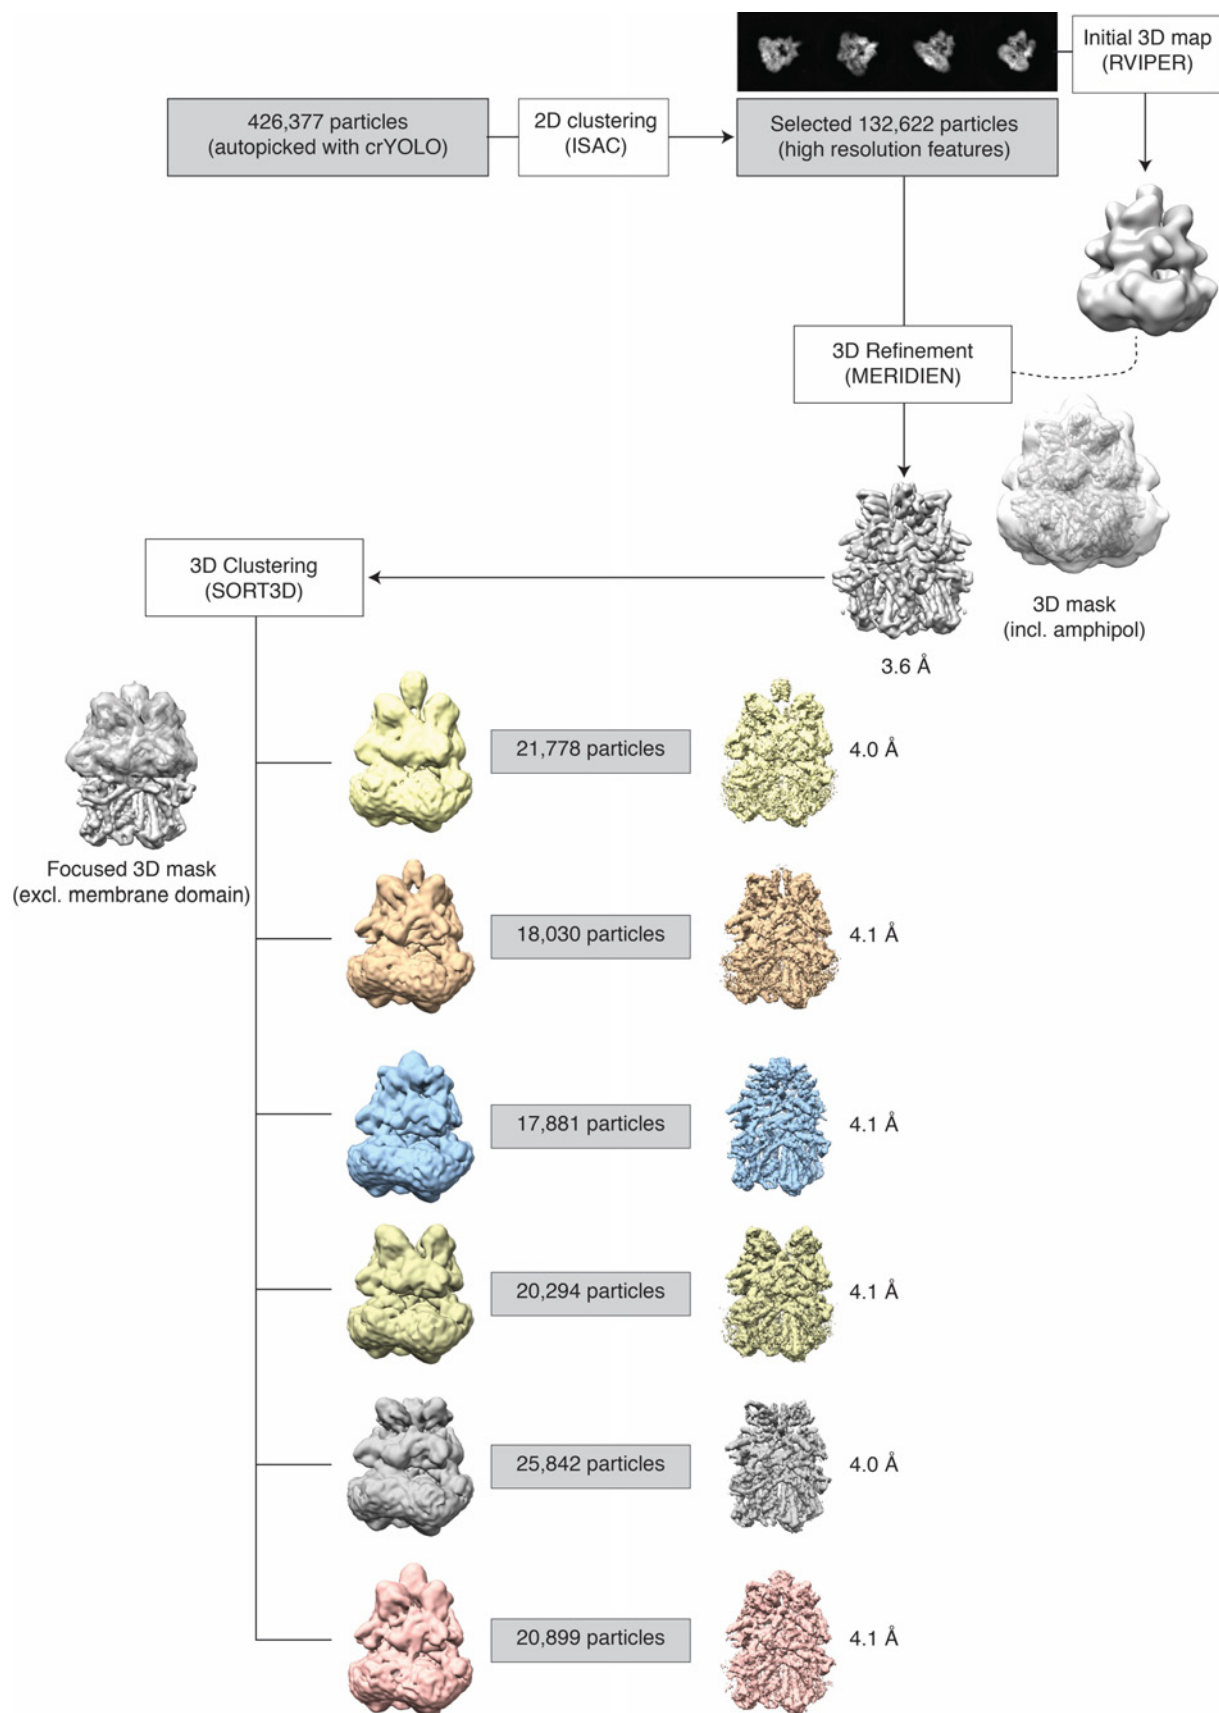 Initial 3D map
(RVIPER)
426,377 particles
(autopicked with crYOLO)
2D clustering
(ISAC)
Selected 132,622 particles
(high resolution features)
3D Refinement
(MERIDIEN)
3D Clustering
(SORT3D)
3D mask
(incl. amphipol)
3.6 Å
21,778 particles
4.0 Å
Focused 3D mask
(excl. membrane domain)
18,030 particles
4.1 Å
17,881 particles
4.1 Å
20,294 particles
4.1 Å
25,842 particles
4.0 Å
20,899 particles
4.1 Å